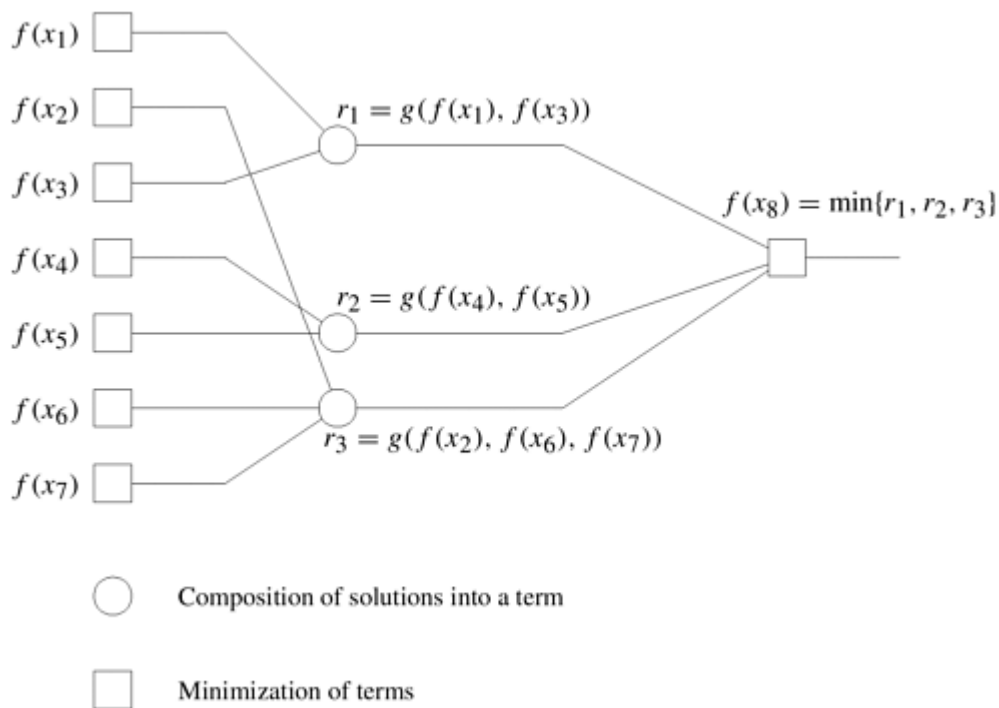 f(x₁)
f(x₂)
r₁ = g(f(x₁), f(x₃))
f(x₃)
f(x₈) = min{r₁, r₂, r₃}
f(x₄)
r₂ = g(f(x₄), f(x₅))
f(x₅)
f(x₆)
r₃ = g(f(x₂), f(x₆), f(x₇))
f(x₇)
Composition of solutions into a term
Minimization of terms